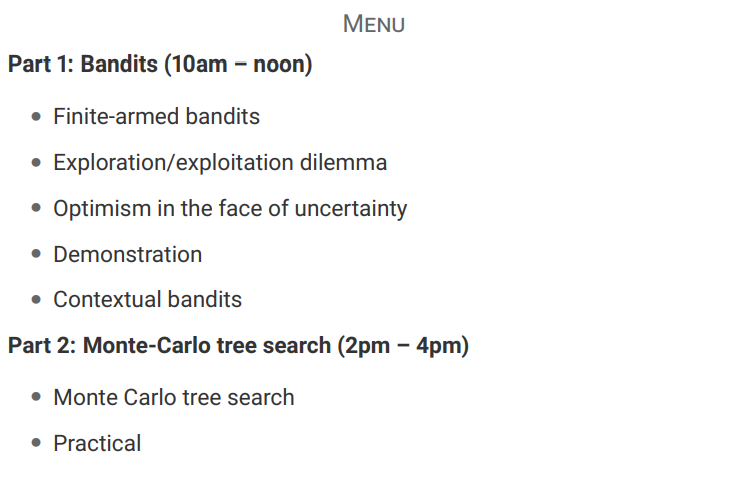 MENU
Part 1: Bandits (10am – noon)
• Finite-armed bandits
• Exploration/exploitation dilemma
• Optimism in the face of uncertainty
• Demonstration
• Contextual bandits
Part 2: Monte-Carlo tree search (2pm – 4pm)
• Monte Carlo tree search
• Practical